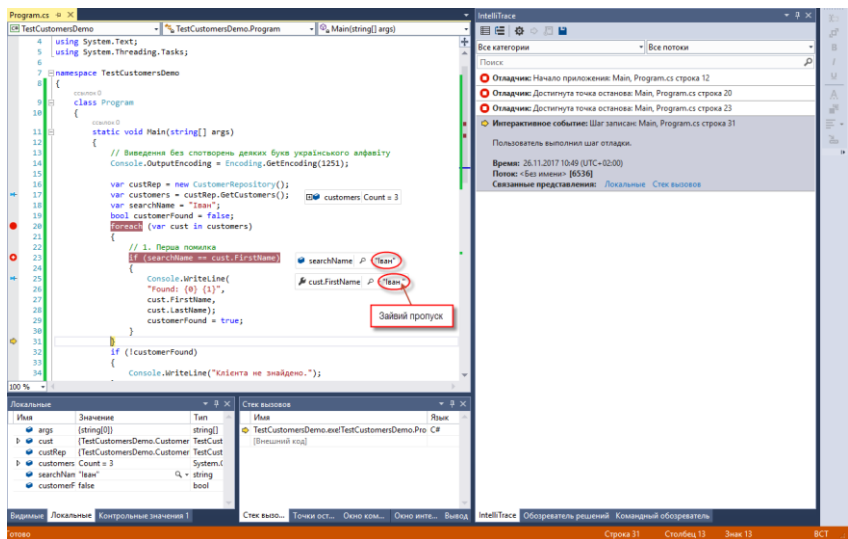 Program.cs
TestCustomersDemo TestCustomersDemo.Program Main(string[] args)
4 using System.Text;
5 using System.Threading.Tasks;
6
7 namespace TestCustomersDemo
8 {
ссылок 0
9 class Program
10 {
ссылок 0
11 static void Main(string[] args)
12 {
13 // Виведення без спотворень деяких букв українського алфавіту
14 Console.OutputEncoding = Encoding.GetEncoding(1251);
15
16 var custRep = new CustomerRepository();
17 var customers = custRep.GetCustomers(); customers Count = 3
18 var searchName = "Іван";
19 bool customerFound = false;
20 foreach (var cust in customers)
21 {
22 // 1. Перша помилка
23 if (searchName == cust.FirstName) searchName "Іван"
24 {
25 Console.WriteLine( cust.FirstName "Іван "
26 "Found: {0} {1}",
27 cust.FirstName,
28 cust.LastName); Зайвий пропуск
29 customerFound = true;
30 }
31 }
32 if (!customerFound)
33 {
34 Console.WriteLine("Клієнта не знайдено.");
100 %
IntelliTrace
Все категории Все потоки
Поиск
Отладчик: Начало приложения: Main, Program.cs строка 12
Отладчик: Достигнута точка останова: Main, Program.cs строка 20
Отладчик: Достигнута точка останова: Main, Program.cs строка 23
Интерактивное событие: Шаг записан: Main, Program.cs строка 31
Пользователь выполнил шаг отладки.
Время: 26.11.2017 10:49 (UTC+02:00)
Поток: <Без имени> [6536]
Связанные представления: Локальные Стек вызовов
Локальные
Имя Значение Тип
args {string[0]} string[]
cust {TestCustomersDemo.Customer TestCust
custRep {TestCustomersDemo.Customer TestCust
customers Count = 3 System.C
searchNan "Іван" string
customerF false bool
Видимые Локальные Контрольные значения 1
Стек вызовов
Имя Язык
TestCustomersDemo.exe!TestCustomersDemo.Pro C#
[Внешний код]
Стек вызо... Точки ост... Окно ком... Окно инте... Вывод
IntelliTrace Обозреватель решений Командный обозреватель
отово Строка 31 Столбец 13 Знак 13 ВСТ